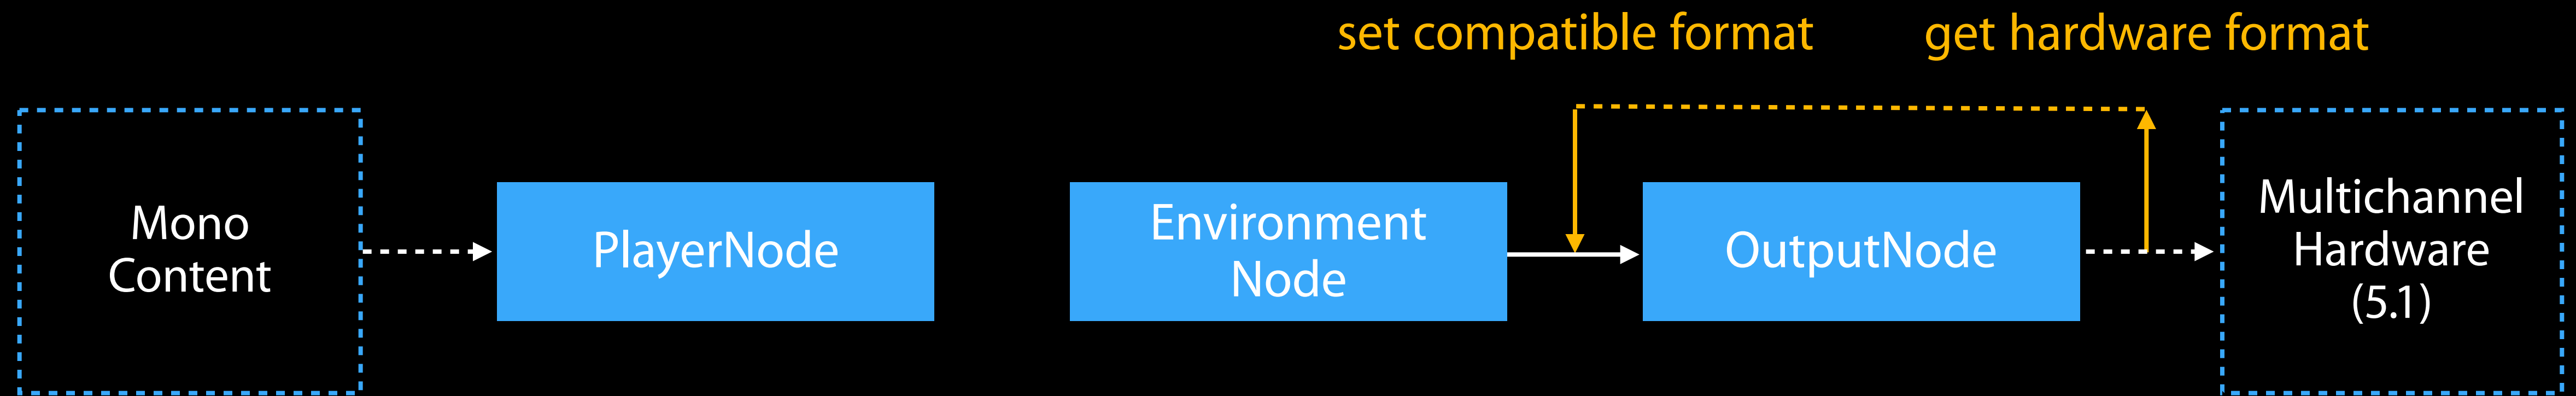 set compatible format
get hardware format
Mono
Content
PlayerNode
Environment
Node
OutputNode
Multichannel
Hardware
(5.1)